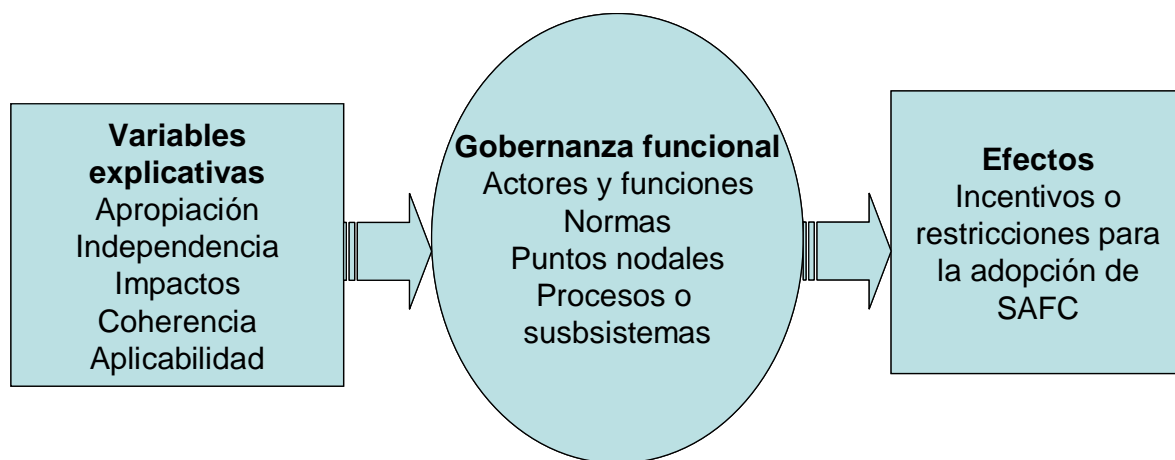 Variables
explicativas
Apropiación
Independencia
Impactos
Coherencia
Aplicabilidad
Gobernanza funcional
Actores y funciones
Normas
Puntos nodales
Procesos o
susbsistemas
Efectos
Incentivos o
restricciones para
la adopción de
SAFC